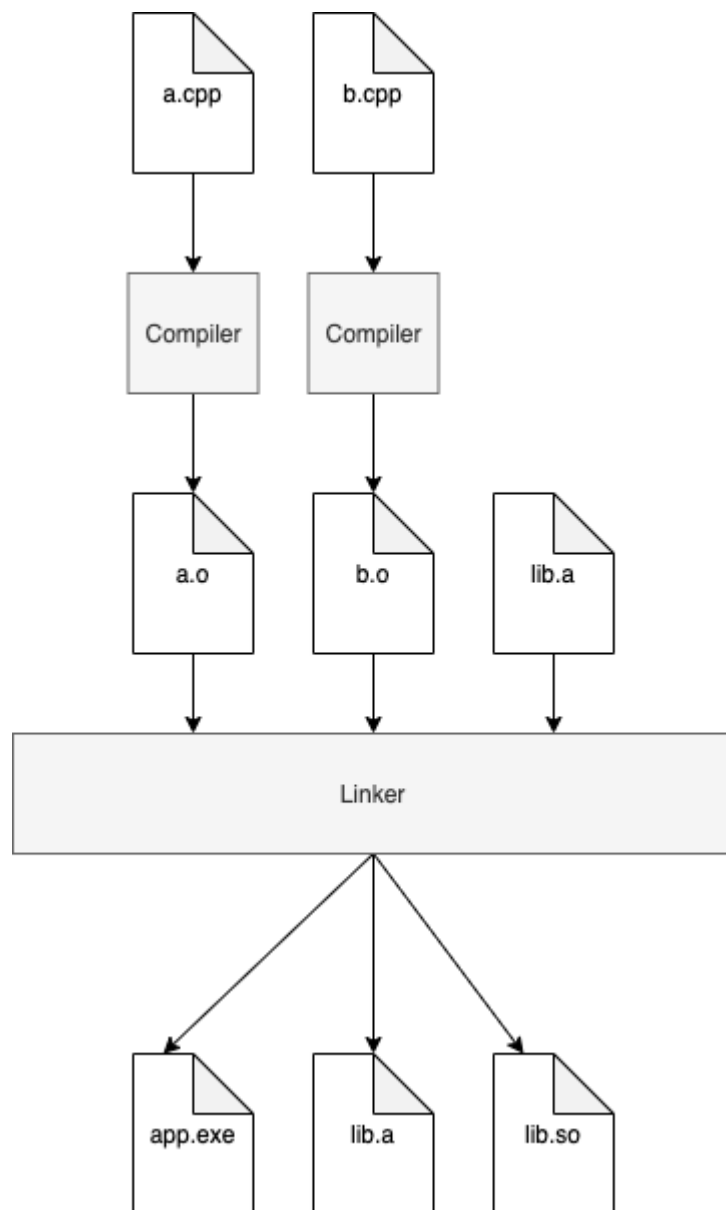 a.cpp
b.cpp
Compiler
Compiler
a.o
b.o
lib.a
Linker
app.exe
lib.a
lib.so